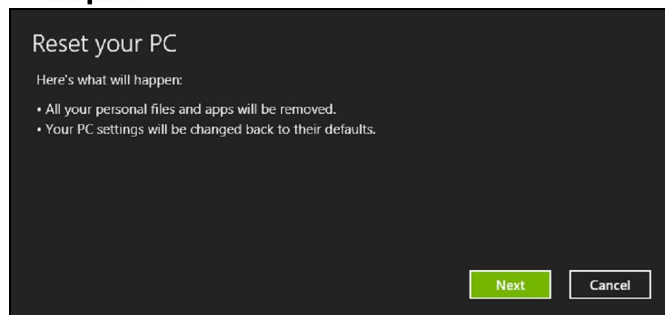 Reset your PC
Here's what will happen:
• All your personal files and apps will be removed.
• Your PC settings will be changed back to their defaults.
Next Cancel